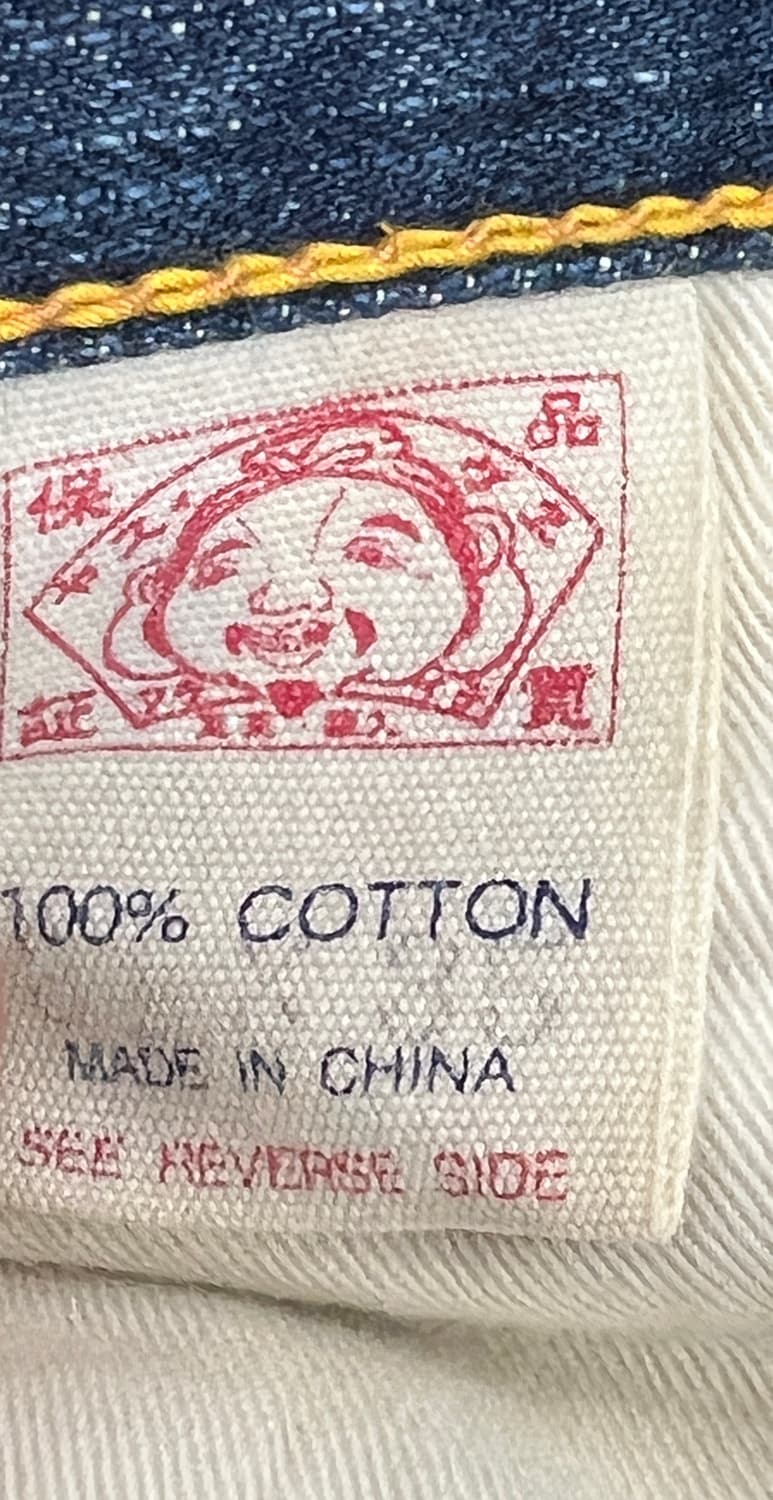 保 品
証 質
100% COTTON
MADE IN CHINA
SEE REVERSE SIDE